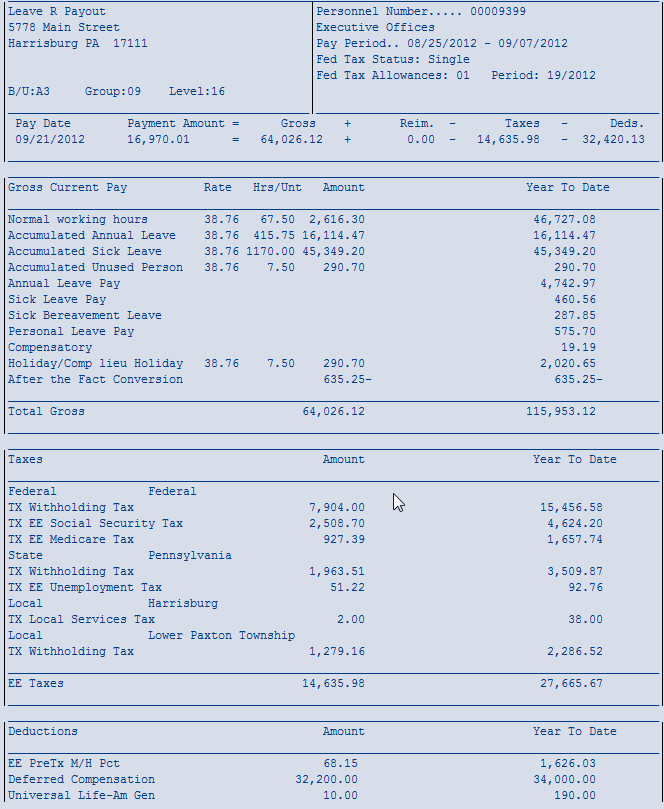 Leave R Payout Personnel Number..... 00009399
5778 Main Street Executive Offices
Harrisburg PA 17111 Pay Period.. 08/25/2012 - 09/07/2012
Fed Tax Status: Single
Fed Tax Allowances: 01 Period: 19/2012
B/U:A3 Group:09 Level:16
Pay Date Payment Amount = Gross + Reim. - Taxes - Deds.
09/21/2012 16,970.01 = 64,026.12 + 0.00 - 14,635.98 - 32,420.13
Gross Current Pay Rate Hrs/Unt Amount Year To Date
Normal working hours 38.76 67.50 2,616.30 46,727.08
Accumulated Annual Leave 38.76 415.75 16,114.47 16,114.47
Accumulated Sick Leave 38.76 1170.00 45,349.20 45,349.20
Accumulated Unused Person 38.76 7.50 290.70 290.70
Annual Leave Pay 4,742.97
Sick Leave Pay 460.56
Sick Bereavement Leave 287.85
Personal Leave Pay 575.70
Compensatory 19.19
Holiday/Comp lieu Holiday 38.76 7.50 290.70 2,020.65
After the Fact Conversion 635.25- 635.25-
Total Gross 64,026.12 115,953.12
Taxes Amount Year To Date
Federal Federal
TX Withholding Tax 7,904.00 15,456.58
TX EE Social Security Tax 2,508.70 4,624.20
TX EE Medicare Tax 927.39 1,657.74
State Pennsylvania
TX Withholding Tax 1,963.51 3,509.87
TX EE Unemployment Tax 51.22 92.76
Local Harrisburg
TX Local Services Tax 2.00 38.00
Local Lower Paxton Township
TX Withholding Tax 1,279.16 2,286.52
EE Taxes 14,635.98 27,665.67
Deductions Amount Year To Date
EE PreTx M/H Pct 68.15 1,626.03
Deferred Compensation 32,200.00 34,000.00
Universal Life-Am Gen 10.00 190.00